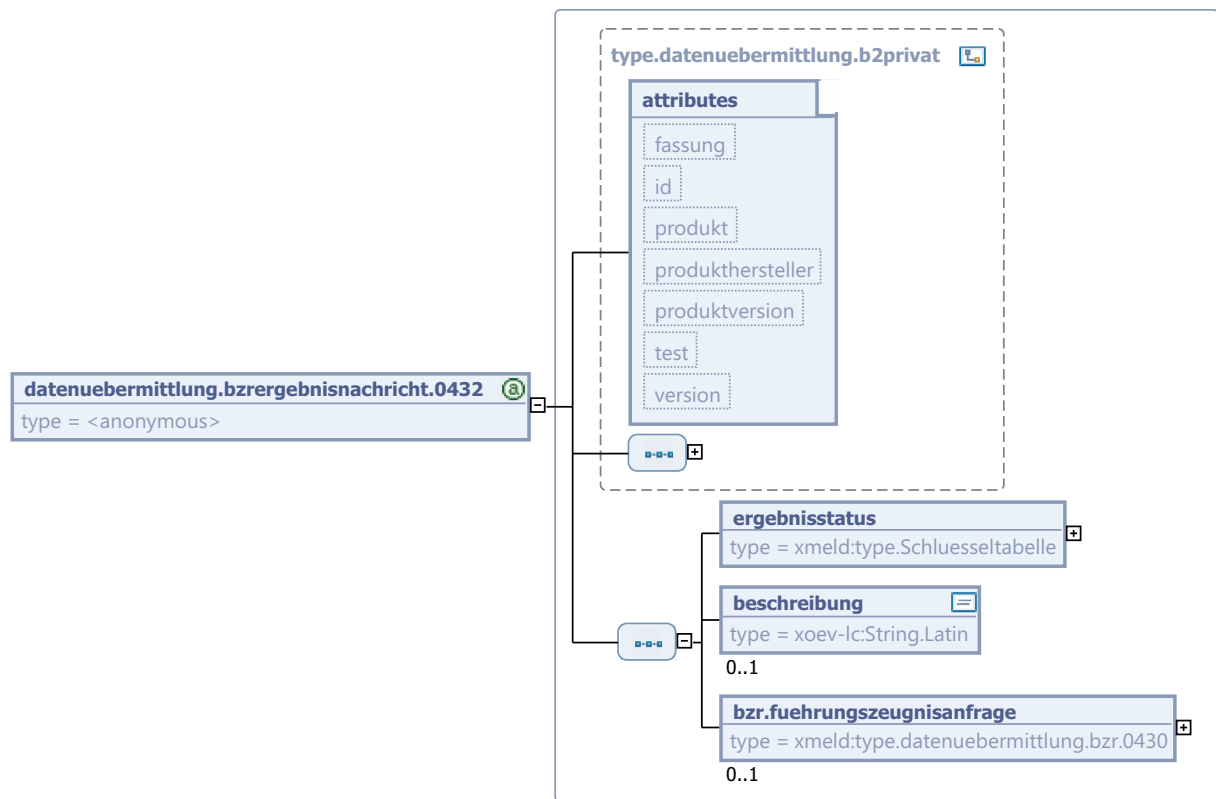 type.datenuebermittlung.b2privat
attributes
fassung
id
produkt
produkthersteller
produktversion
test
version
datenuebermittlung.bzrergebnisnachricht.0432
type = <anonymous>
ergebnisstatus
type = xmeld:type.Schluesseltabelle
beschreibung
type = xoev-lc:String.Latin
0..1
bzr.fuehrungszeugnisanfrage
type = xmeld:type.datenuebermittlung.bzr.0430
0..1